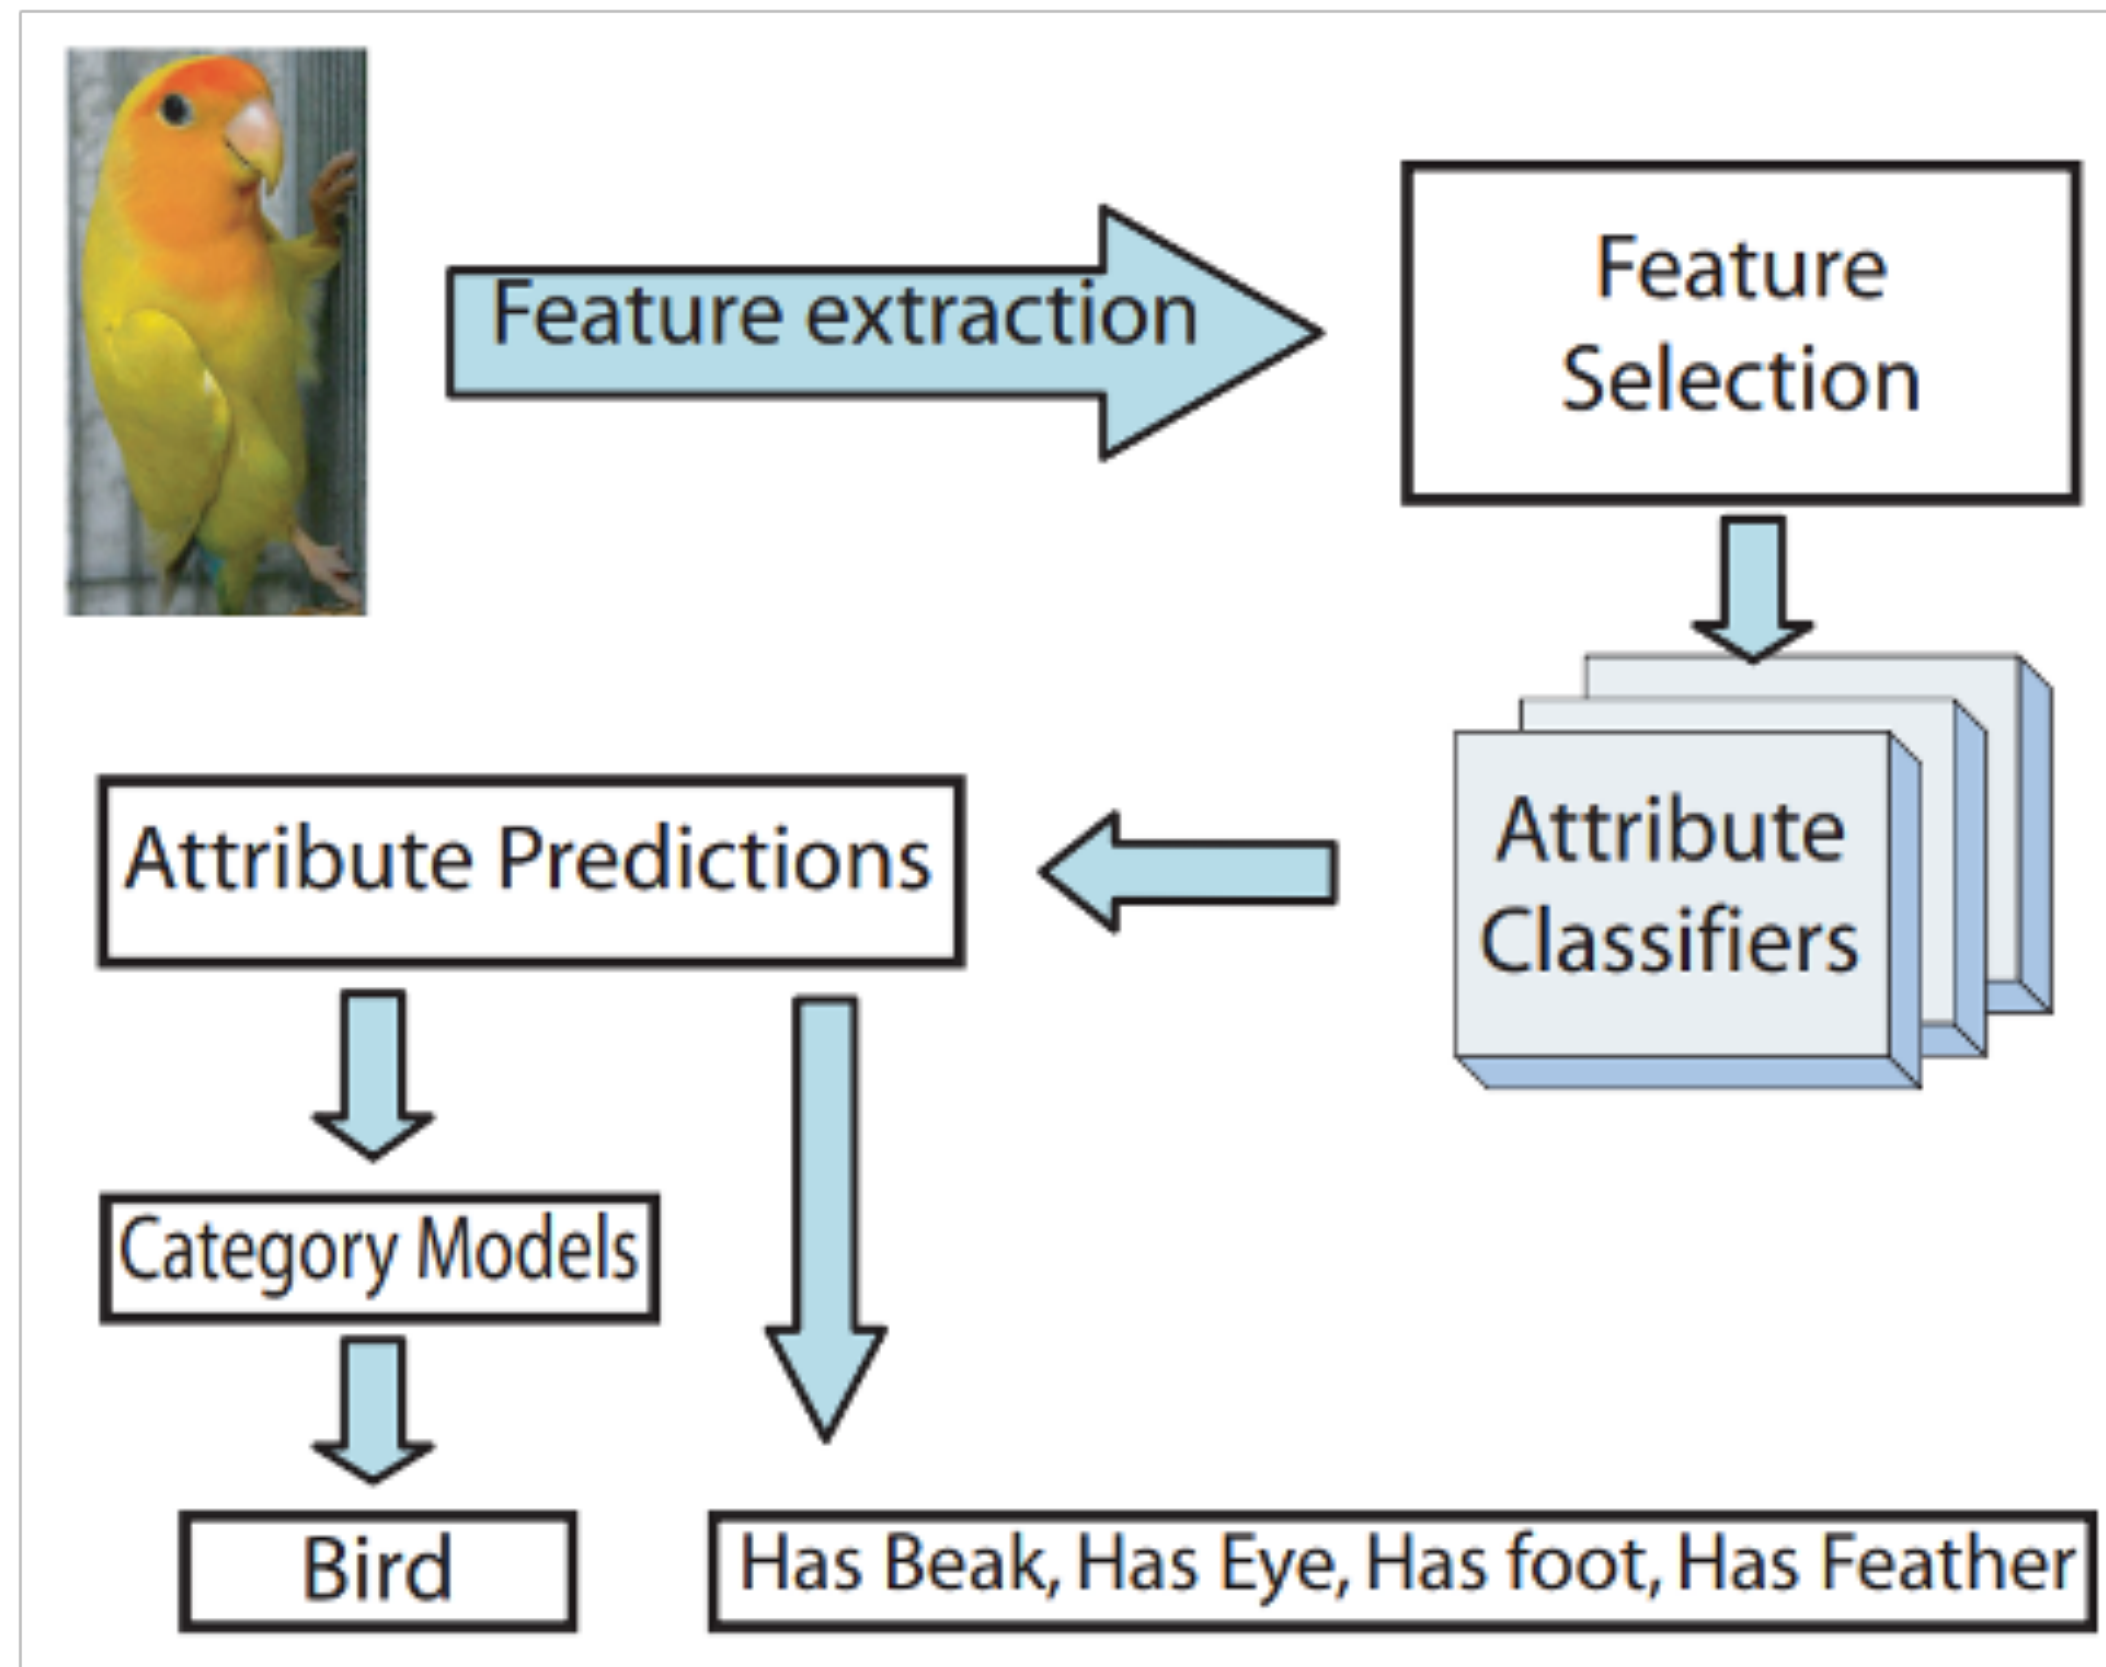 Feature extraction
Feature
Selection
Attribute
Classifiers
Attribute Predictions
Category Models
Bird
Has Beak, Has Eye, Has foot, Has Feather